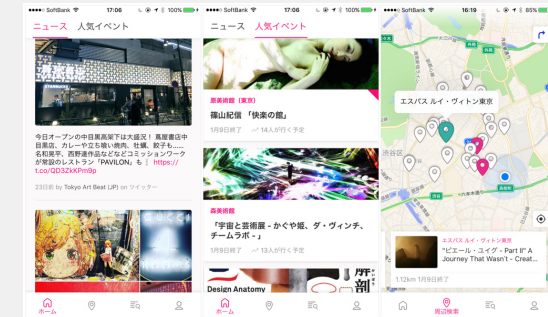 SoftBank 17:06 100%
ニュース 人気イベント
今日オープンの中目黒高架下は大盛況！ 蔦屋書店中
目黒、カレーや立ち喰い焼肉、牡蠣、餃子も......
名和晃平、西野達作品などなどコミッションワーク
が常設のレストラン「PAVILON」も https://
t.co/QD3ZkKPm9p
23日前 by Tokyo Art Beat (JP) on ツイッター
ホーム
SoftBank 17:06 100%
ニュース 人気イベント
原美術館（東京）
篠山紀信 「快楽の館」
1月9日終了 14人が行く予定
森美術館
「宇宙と芸術展 - かぐや姫、ダ・ヴィンチ、
チームラボ - 」
1月9日終了 13人が行く予定
Design Anatomy
解剖
ホーム
SoftBank 16:19 85%
エスパス ルイ・ヴィトン東京
渋谷区
エスパス ルイ・ヴィトン東京
"ピエール・ユイグ - Part II" A
Journey That Wasn't - Creat...
1.12km 1月9日終了
周辺検索